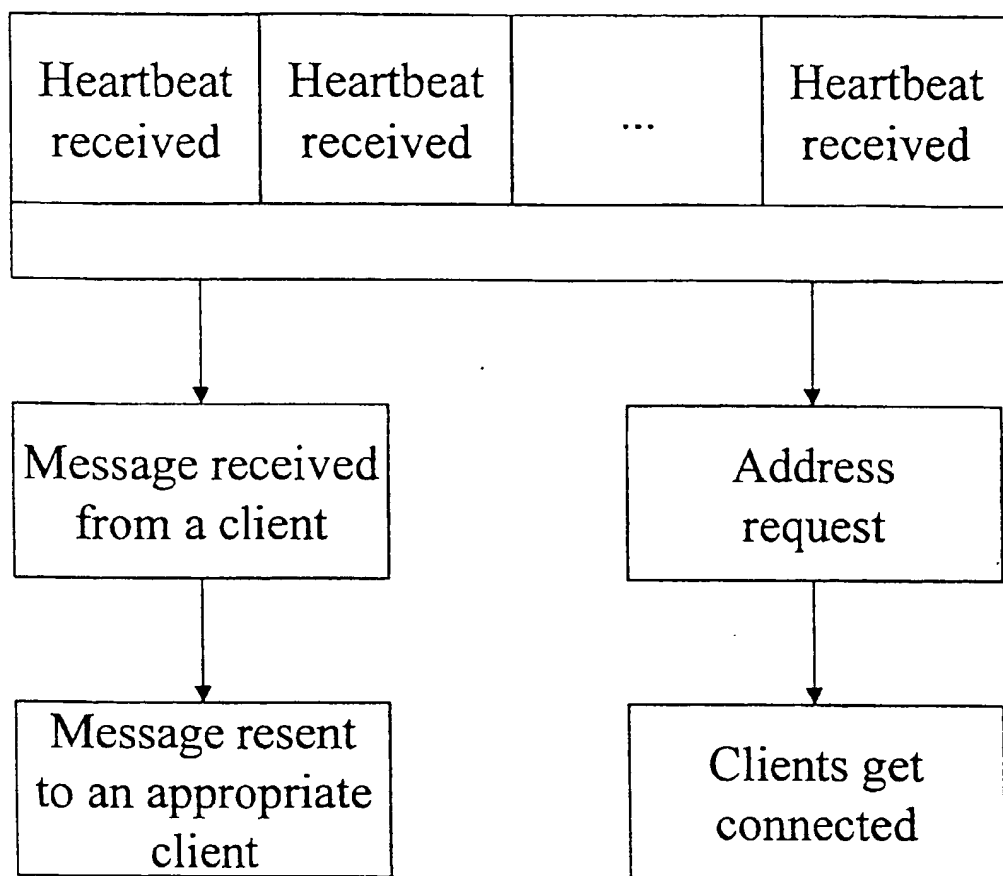 Heartbeat
received
Heartbeat
received
...
Heartbeat
received
Message received
from a client
Address
request
Message resent
to an appropriate
client
Clients get
connected